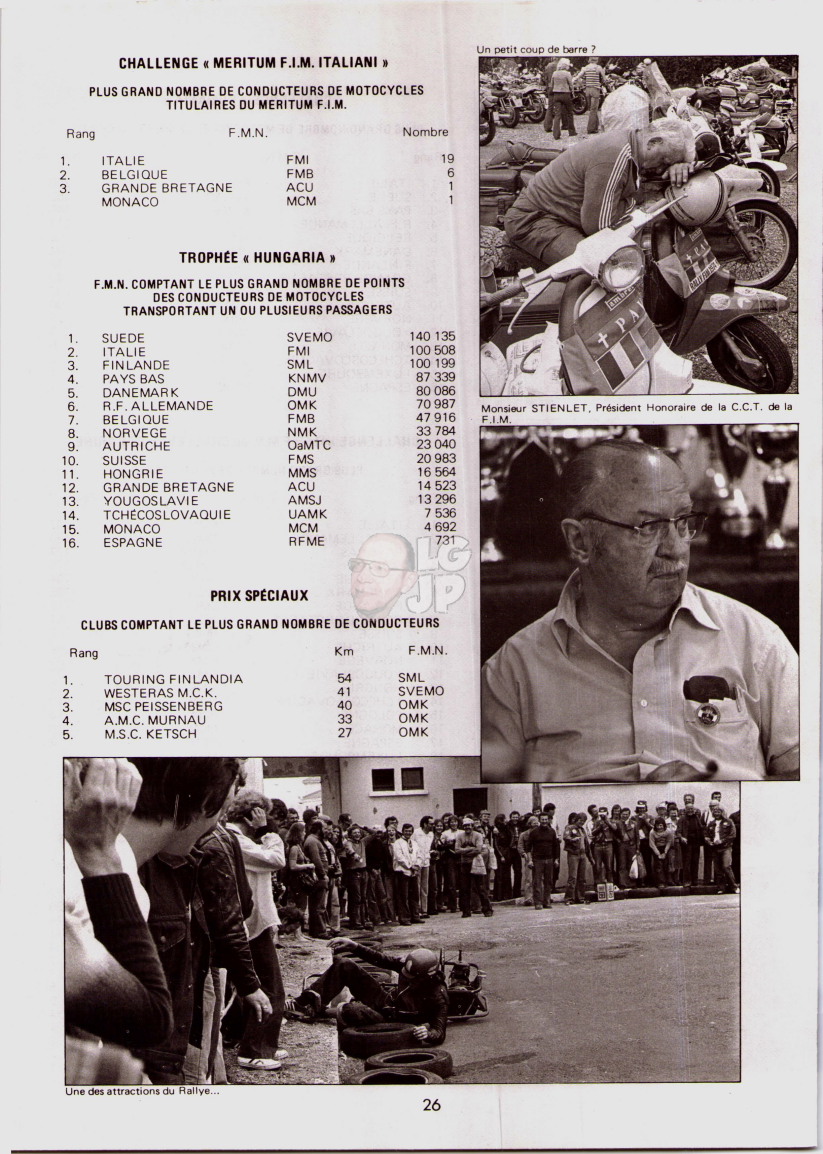 CHALLENGE « MERITUM F.I.M. ITALIANI »
PLUS GRAND NOMBRE DE CONDUCTEURS DE MOTOCYCLES
TITULAIRES DU MERITUM F.I.M.
Rang F.M.N. Nombre
1. ITALIE FMI 19
2. BELGIQUE FMB 6
3. GRANDE BRETAGNE ACU 1
MONACO MCM 1
TROPHÉE « HUNGARIA »
F.M.N. COMPTANT LE PLUS GRAND NOMBRE DE POINTS
DES CONDUCTEURS DE MOTOCYCLES
TRANSPORTANT UN OU PLUSIEURS PASSAGERS
1. SUEDE SVEMO 140 135
2. ITALIE FMI 100 508
3. FINLANDE SML 100 199
4. PAYS BAS KNMV 87 339
5. DANEMARK DMU 80 086
6. R.F. ALLEMANDE OMK 70 987
7. BELGIQUE FMB 47 916
8. NORVEGE NMK 33 784
9. AUTRICHE OaMTC 23 040
10. SUISSE FMS 20 983
11. HONGRIE MMS 16 564
12. GRANDE BRETAGNE ACU 14 523
13. YOUGOSLAVIE AMSJ 13 296
14. TCHÉCOSLOVAQUIE UAMK 7 536
15. MONACO MCM 4 692
16. ESPAGNE RFME 731
LG
JP
PRIX SPÉCIAUX
CLUBS COMPTANT LE PLUS GRAND NOMBRE DE CONDUCTEURS
Rang Km F.M.N.
1. TOURING FINLANDIA 54 SML
2. WESTERAS M.C.K. 41 SVEMO
3. MSC PEISSENBERG 40 OMK
4. A.M.C. MURNAU 33 OMK
5. M.S.C. KETSCH 27 OMK
Un petit coup de barre ?
Monsieur STIENLET, Président Honoraire de la C.C.T. de la
F.I.M.
Une des attractions du Rallye...
26